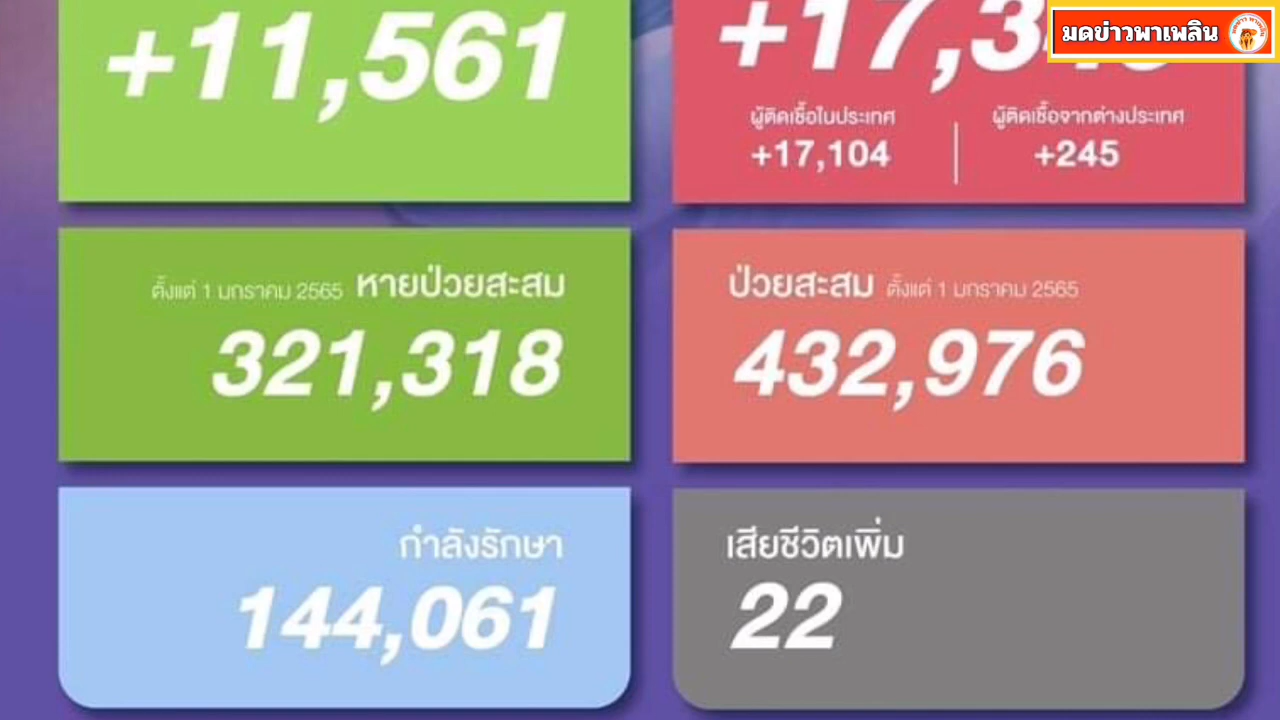 มดข่าวพาเพลิน
+11,561
ผู้ติดเชื้อในประเทศ
+17,104
ผู้ติดเชื้อจากต่างประเทศ
+245
ตั้งแต่ 1 มกราคม 2565 หายป่วยสะสม
321,318
ป่วยสะสม ตั้งแต่ 1 มกราคม 2565
432,976
กำลังรักษา
144,061
เสียชีวิตเพิ่ม
22